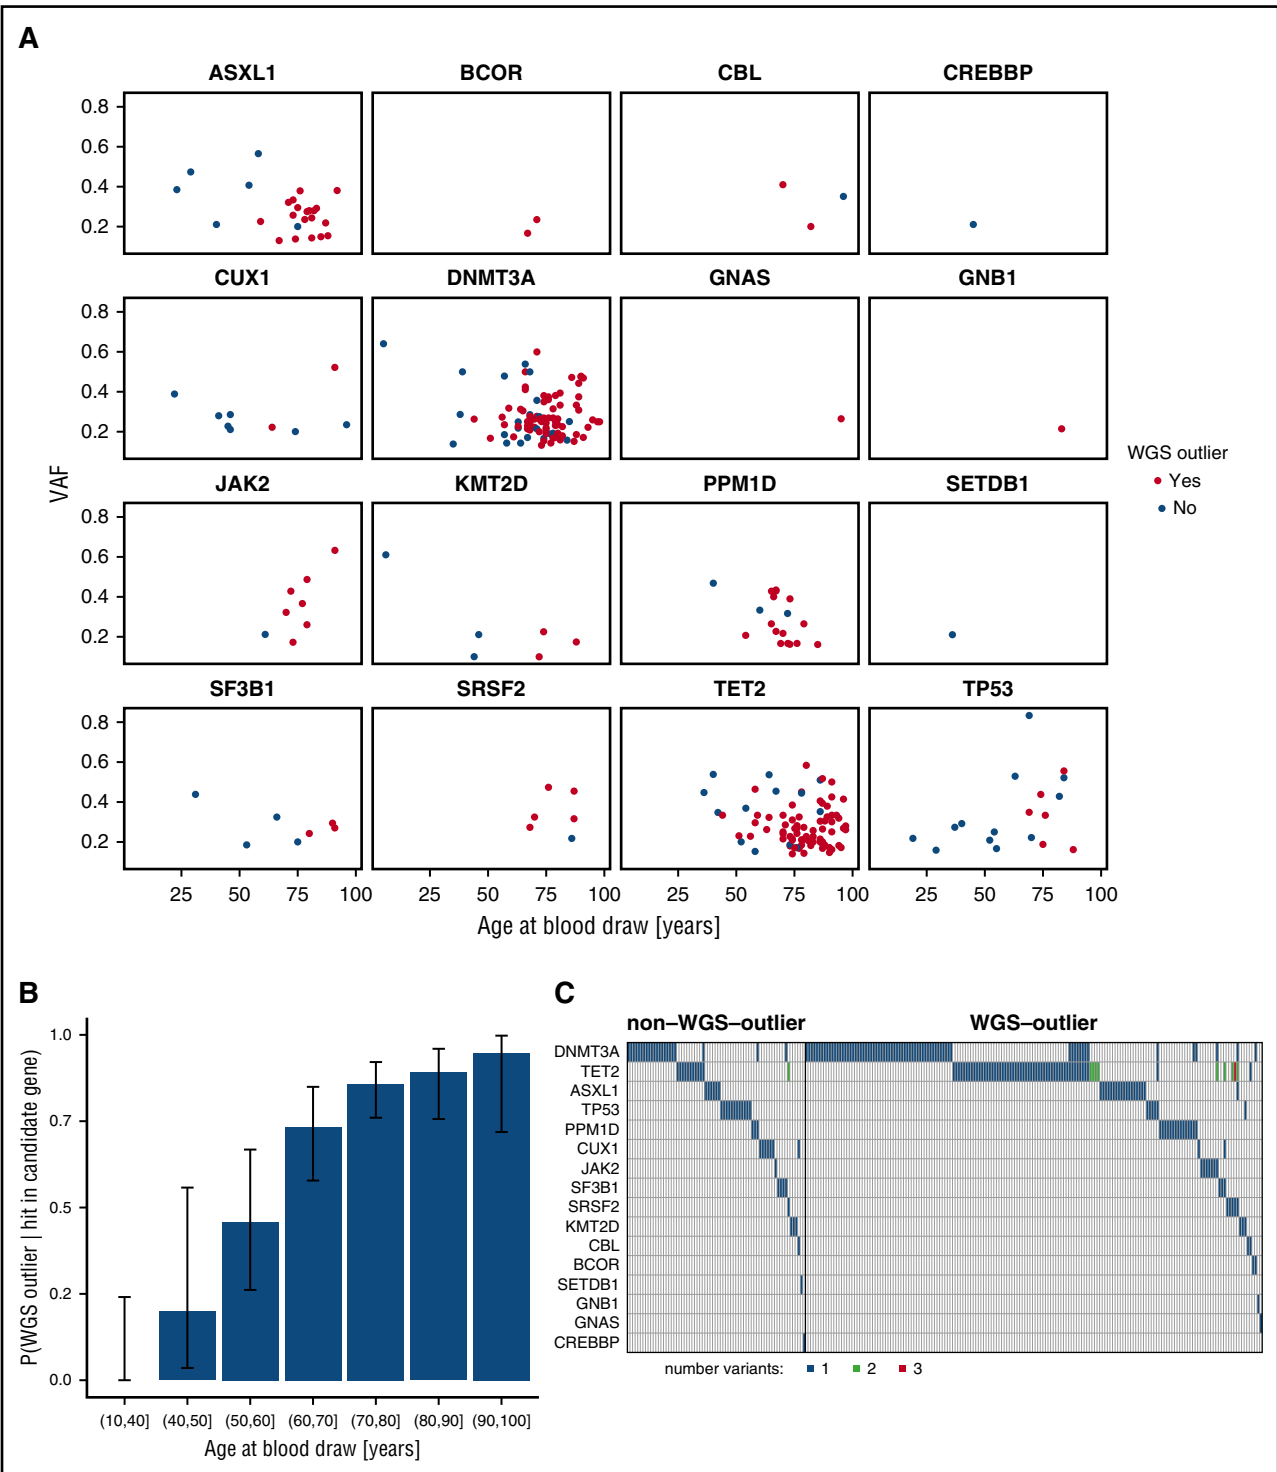 A
ASXL1 BCOR CBL CREBBP
0.8
0.6
0.4
0.2
CUX1 DNMT3A GNAS GNB1
0.8
0.6
0.4
0.2
JAK2 KMT2D PPM1D SETDB1
0.8
0.6
0.4
0.2
SF3B1 SRSF2 TET2 TP53
0.8
0.6
0.4
0.2
25 50 75 100 25 50 75 100 25 50 75 100 25 50 75 100
VAF
Age at blood draw [years]
WGS outlier
Yes
No
B
P(WGS outlier | hit in candidate gene)
1.0
0.7
0.5
0.2
0.0
(10,40] (40,50] (50,60] (60,70] (70,80] (80,90] (90,100]
Age at blood draw [years]
C
non–WGS–outlier WGS–outlier
DNMT3A
TET2
ASXL1
TP53
PPM1D
CUX1
JAK2
SF3B1
SRSF2
KMT2D
CBL
BCOR
SETDB1
GNB1
GNAS
CREBBP
number variants: 1 2 3